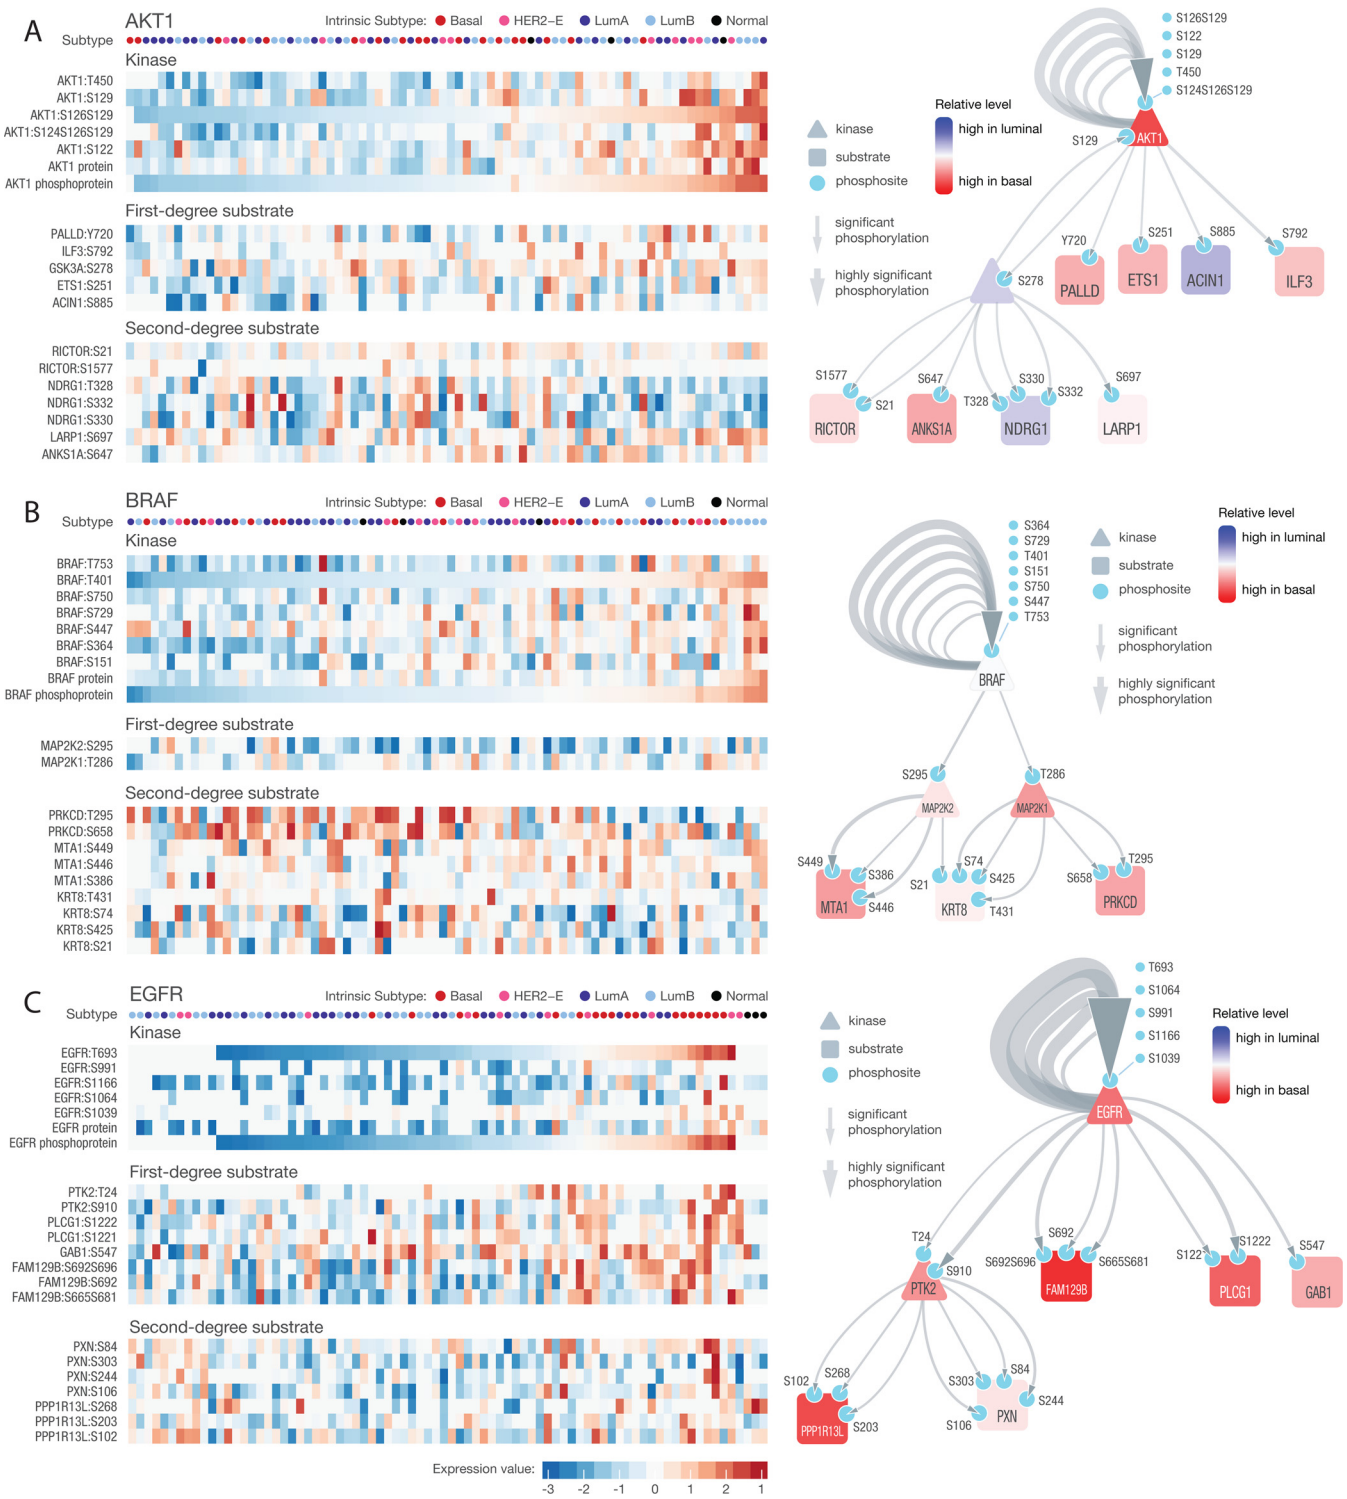 A
AKT1
Intrinsic Subtype: Basal HER2-E LumA LumB Normal
Subtype
Kinase
AKT1:T450
AKT1:S129
AKT1:S126S129
AKT1:S124S126S129
AKT1:S122
AKT1 protein
AKT1 phosphoprotein
First-degree substrate
PALLD:Y720
ILF3:S792
GSK3A:S278
ETS1:S251
ACIN1:S885
Second-degree substrate
RICTOR:S21
RICTOR:S1577
NDRG1:T328
NDRG1:S332
NDRG1:S330
LARP1:S697
ANKS1A:S647
kinase
substrate
phosphosite
significant
phosphorylation
highly significant
phosphorylation
Relative level
high in luminal
high in basal
S126S129
S122
S129
T450
S124S126S129
S129
AKT1
S278
Y720
S251
S885
S792
PALLD
ETS1
ACIN1
ILF3
S1577
S21
S647
T328
S330
S332
S697
RICTOR
ANKS1A
NDRG1
LARP1
B
BRAF
Intrinsic Subtype: Basal HER2-E LumA LumB Normal
Subtype
Kinase
BRAF:T753
BRAF:T401
BRAF:S750
BRAF:S729
BRAF:S447
BRAF:S364
BRAF:S151
BRAF protein
BRAF phosphoprotein
First-degree substrate
MAP2K2:S295
MAP2K1:T286
Second-degree substrate
PRKCD:T295
PRKCD:S658
MTA1:S449
MTA1:S446
MTA1:S386
KRT8:T431
KRT8:S74
KRT8:S425
KRT8:S21
S364
S729
T401
S151
S750
S447
T753
BRAF
kinase
substrate
phosphosite
significant
phosphorylation
highly significant
phosphorylation
Relative level
high in luminal
high in basal
S295
T286
MAP2K2
MAP2K1
S449
S386
S446
S21
S74
S425
T431
S658
T295
MTA1
KRT8
PRKCD
C
EGFR
Intrinsic Subtype: Basal HER2-E LumA LumB Normal
Subtype
Kinase
EGFR:T693
EGFR:S991
EGFR:S1166
EGFR:S1064
EGFR:S1039
EGFR protein
EGFR phosphoprotein
First-degree substrate
PTK2:T24
PTK2:S910
PLCG1:S1222
PLCG1:S1221
GAB1:S547
FAM129B:S692S696
FAM129B:S692
FAM129B:S665S681
Second-degree substrate
PXN:S84
PXN:S303
PXN:S244
PXN:S106
PPP1R13L:S268
PPP1R13L:S203
PPP1R13L:S102
kinase
substrate
phosphosite
significant
phosphorylation
highly significant
phosphorylation
T693
S1064
S991
S1166
S1039
EGFR
Relative level
high in luminal
high in basal
T24
S910
PTK2
S692S696
S692
S665S681
FAM129B
S122
S1222
PLCG1
S547
GAB1
S102
S268
S203
PPP1R13L
S303
S84
S244
S106
PXN
Expression value:
-3 -2 -1 0 1 2 1